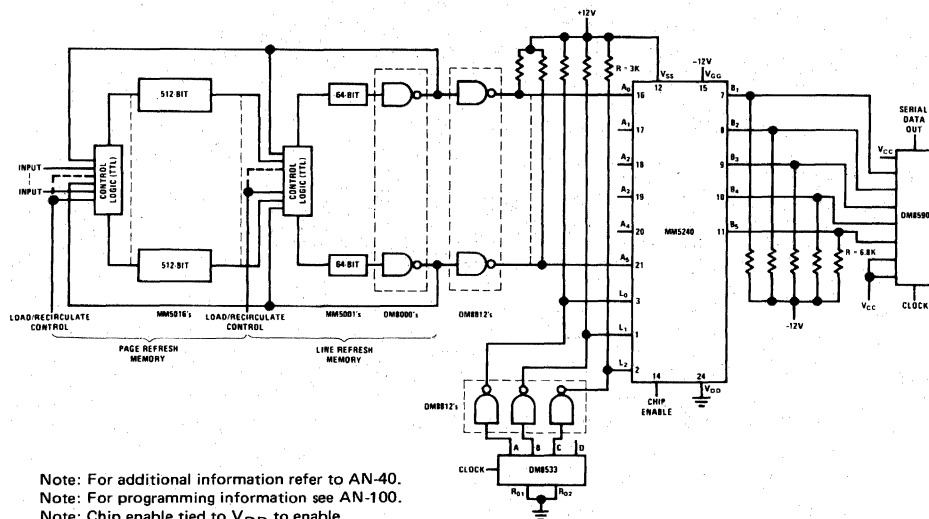 +12V
512-BIT
64-BIT
R - 3K
VSS
12
-12V
VGG
15
A0
16
A1
17
A2
18
A3
19
A4
20
A5
21
L0
3
L1
1
L2
2
MM5240
B1
7
B2
8
B3
9
B4
10
B5
11
SERIAL
DATA
OUT
VCC
DM8590
R - 6.8K
VCC
CLOCK
-12V
INPUT
INPUT
CONTROL
LOGIC (TTL)
CONTROL
LOGIC (TTL)
512-BIT
64-BIT
LOAD/RECIRCULATE
CONTROL
MM5016's
LOAD/RECIRCULATE
CONTROL
MM5001's
DM8000's
DM8812's
PAGE REFRESH
MEMORY
LINE REFRESH
MEMORY
14
CHIP
ENABLE
24
VDD
DM8812's
A
B
C
D
CLOCK
DM8533
R01
R02
Note: For additional information refer to AN-40.
Note: For programming information see AN-100.
Note: Chip enable tied to VDD to enable.